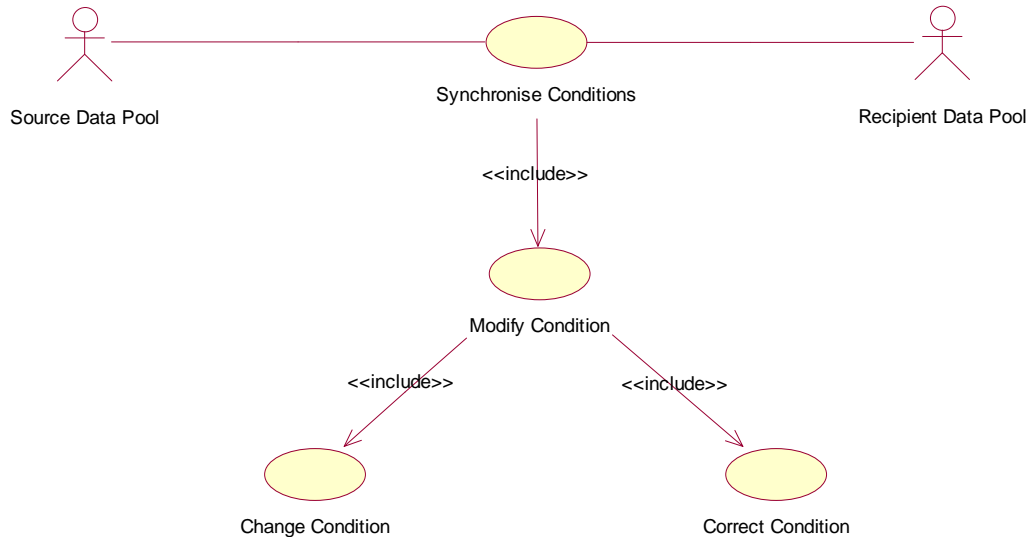 Synchronise Conditions
Source Data Pool
Recipient Data Pool
<<include>>
Modify Condition
<<include>>
<<include>>
Change Condition
Correct Condition